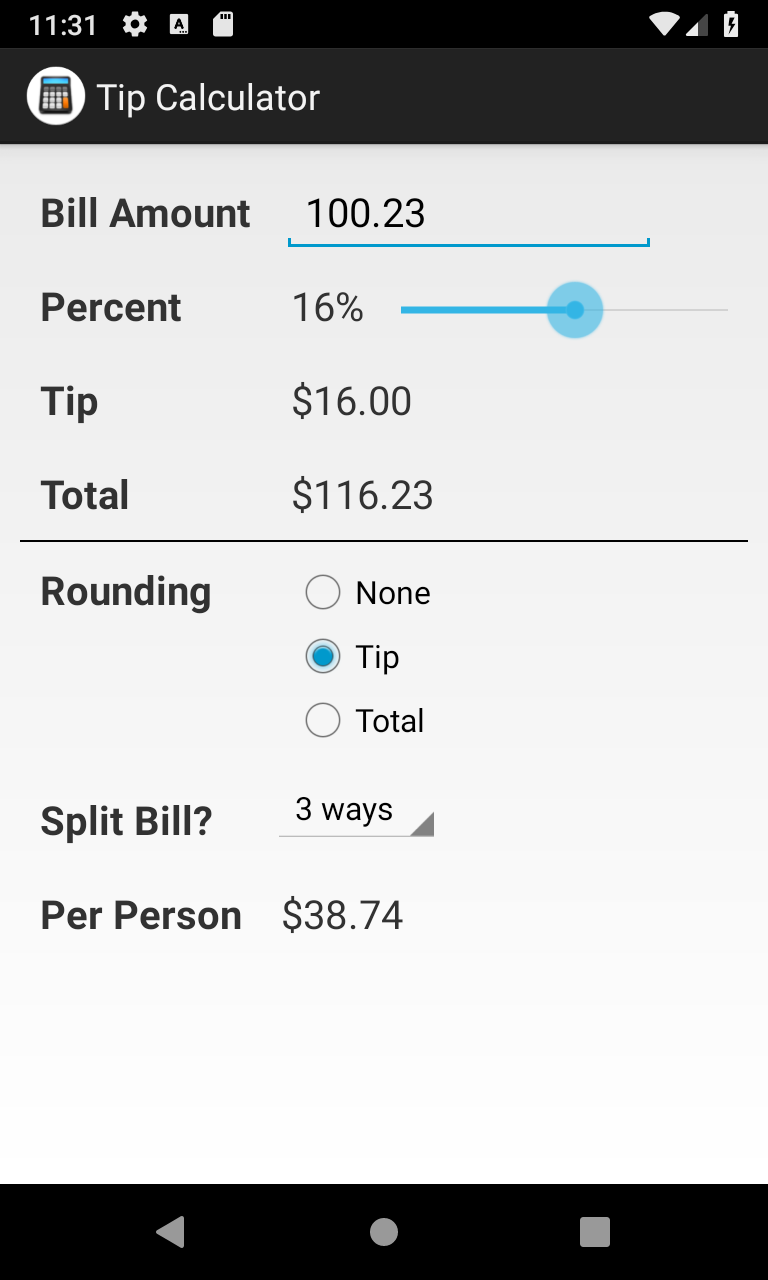 11:31
Tip Calculator
Bill Amount 100.23
Percent 16%
Tip $16.00
Total $116.23
Rounding None
Tip
Total
Split Bill? 3 ways
Per Person $38.74